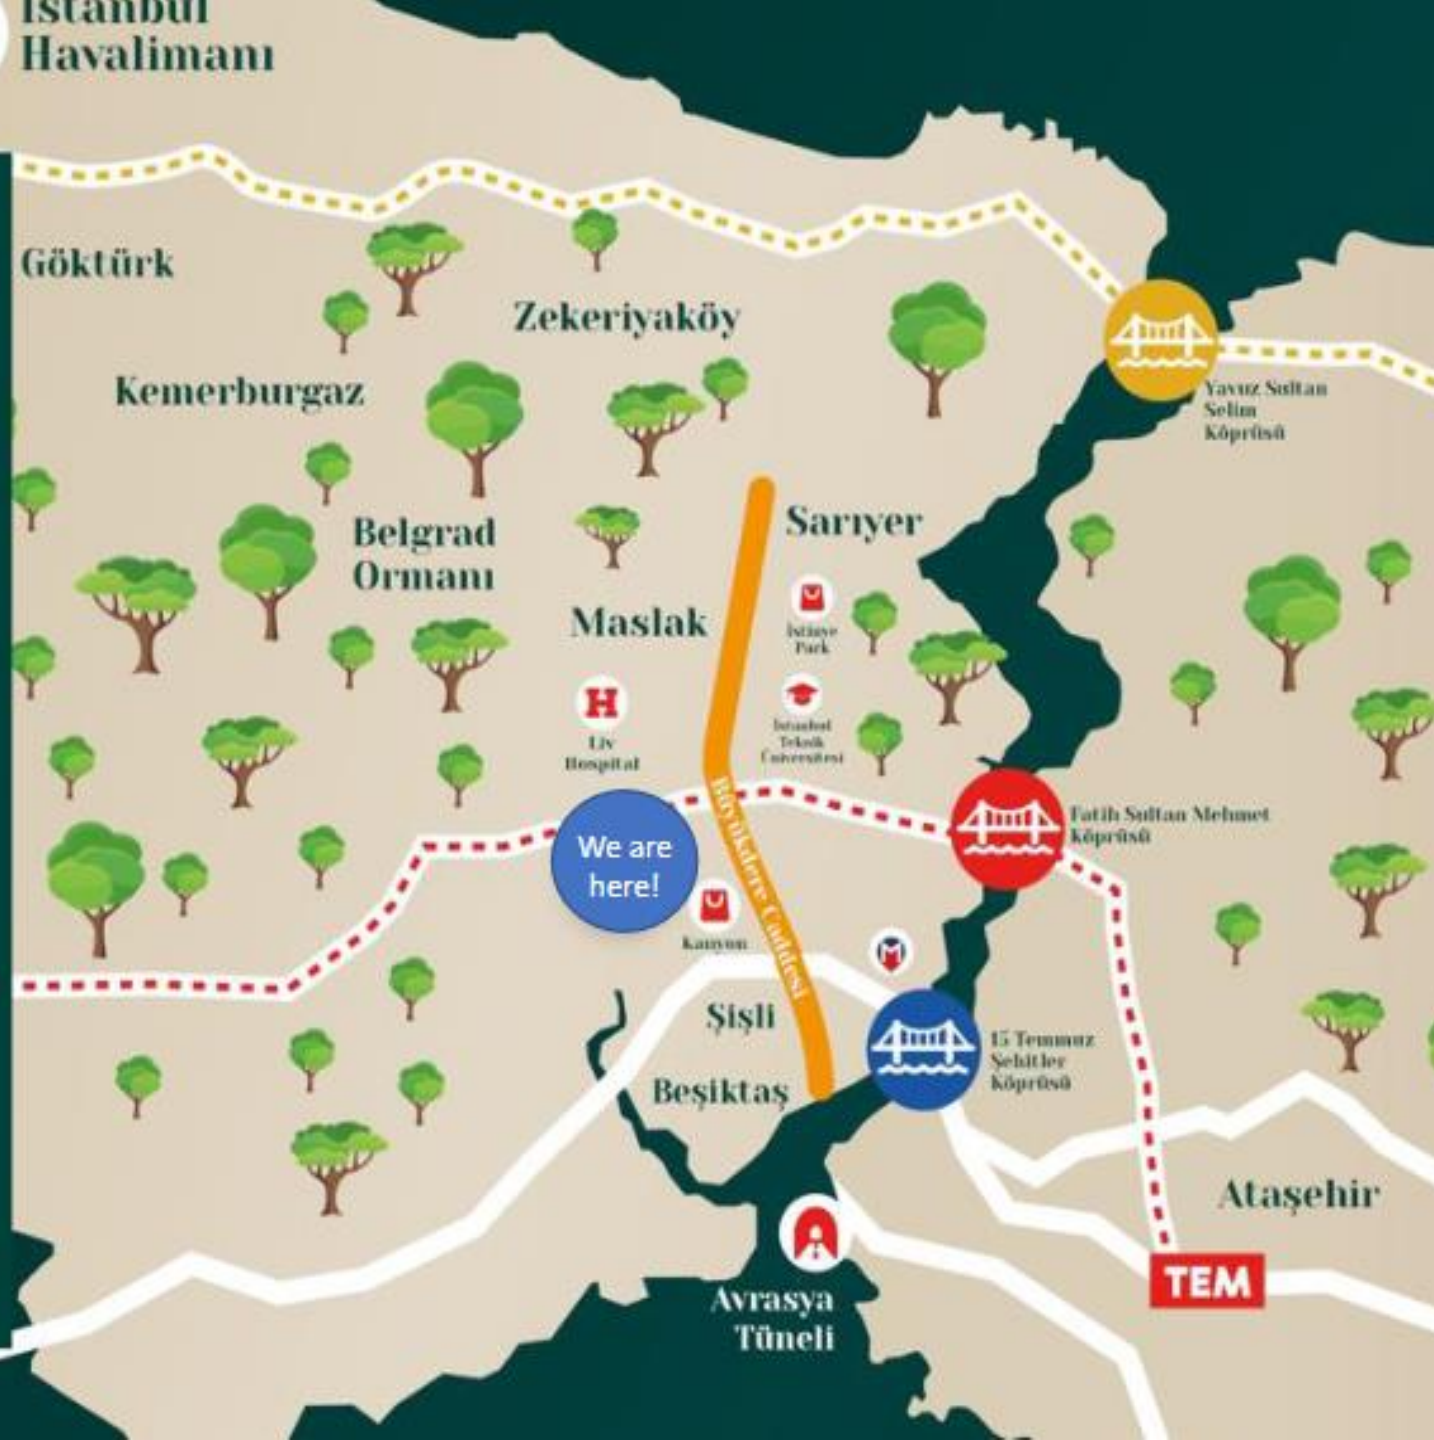 İstanbul
Havalimanı
Göktürk
Zekeriyaköy
Kemerburgaz
Yavuz Sultan
Selim
Köprüsü
Belgrad
Ormanı
Sarıyer
Maslak
İstinye
Park
H
Liv
Hospital
İstanbul
Teknik
Üniversitesi
Büyükdere Caddesi
Fatih Sultan Mehmet
Köprüsü
We are
here!
Kanyon
M
Şişli
15 Temmuz
Şehitler
Köprüsü
Beşiktaş
Ataşehir
TEM
Avrasya
Tüneli